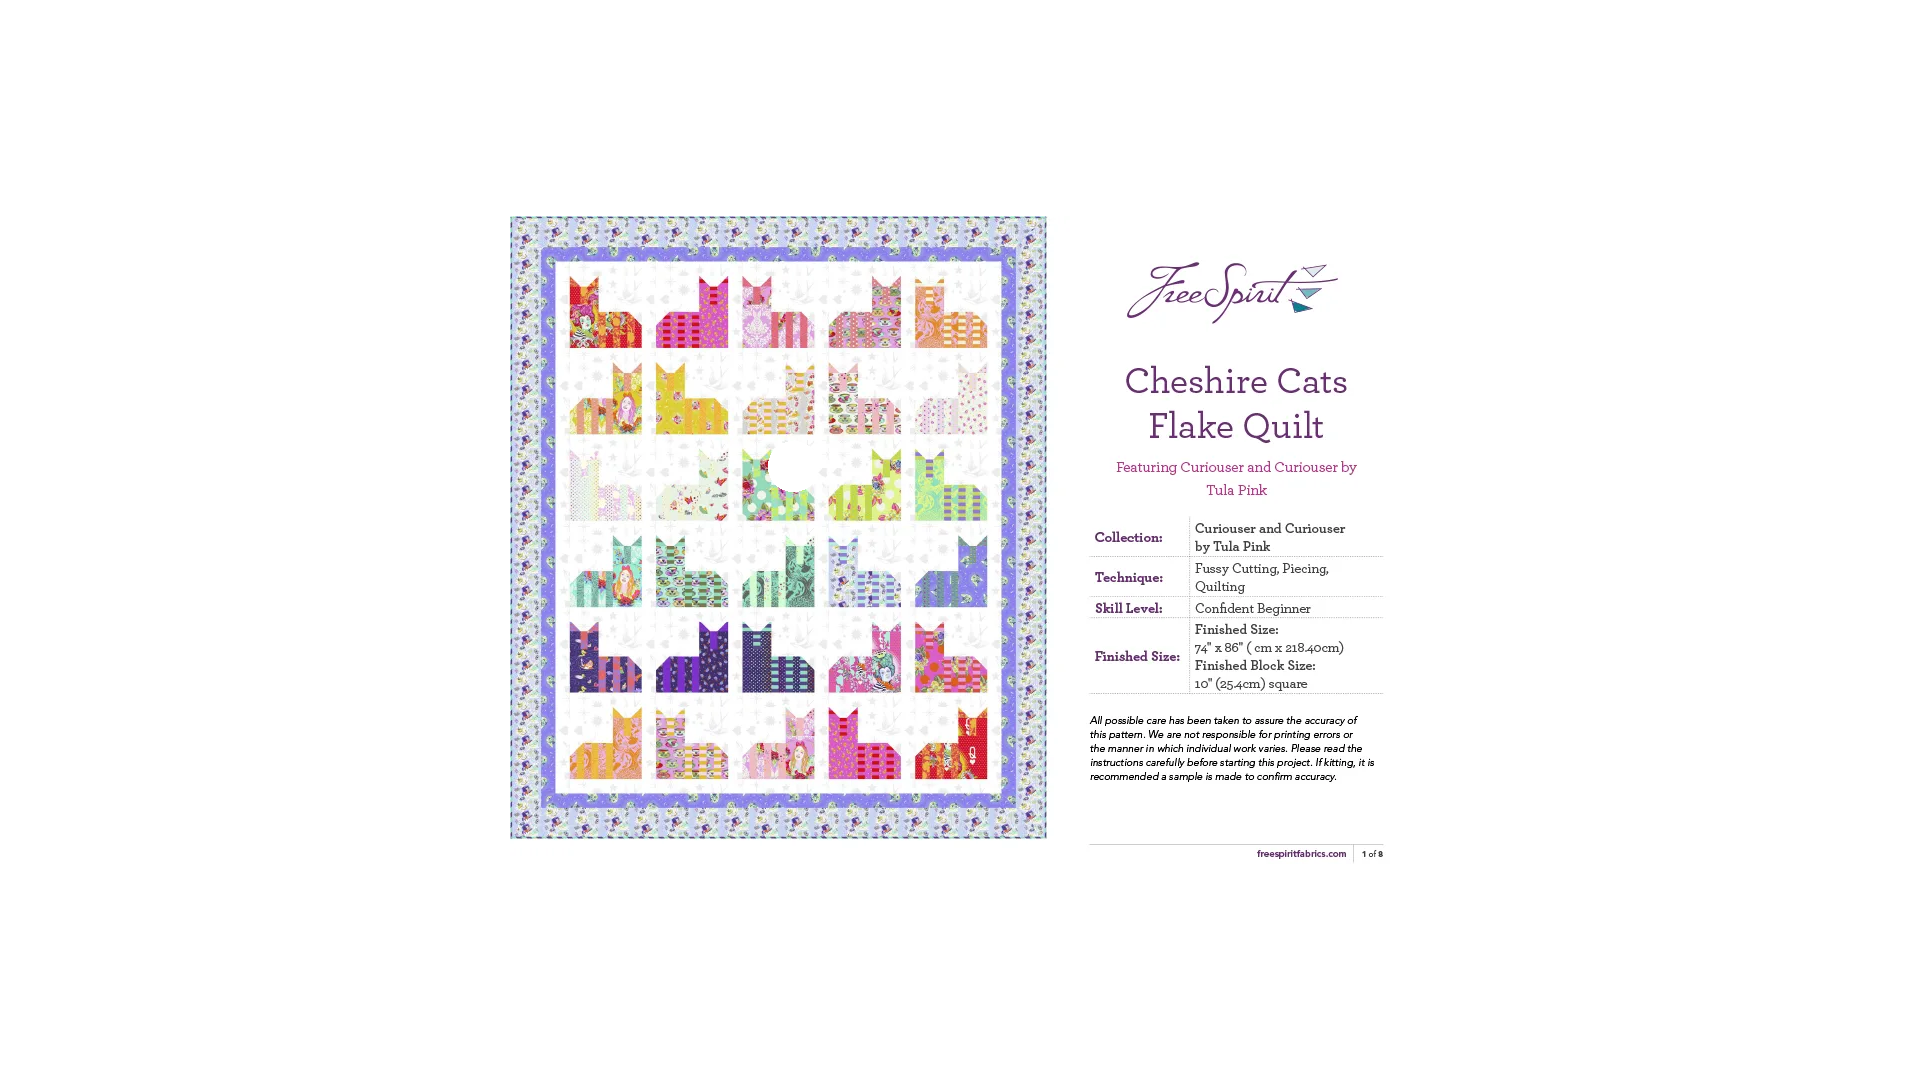 FreeSpirit
Cheshire Cats
Flake Quilt
Featuring Curiouser and Curiouser by
Tula Pink
Collection:
Curiouser and Curiouser
by Tula Pink
Technique:
Fussy Cutting, Piecing,
Quilting
Skill Level:
Confident Beginner
Finished Size:
Finished Size:
74" x 86" ( cm x 218.40cm)
Finished Block Size:
10" (25.4cm) square
All possible care has been taken to assure the accuracy of
this pattern. We are not responsible for printing errors or
the manner in which individual work varies. Please read the
instructions carefully before starting this project. If kitting, it is
recommended a sample is made to confirm accuracy.
freespiritfabrics.com
1 of 8